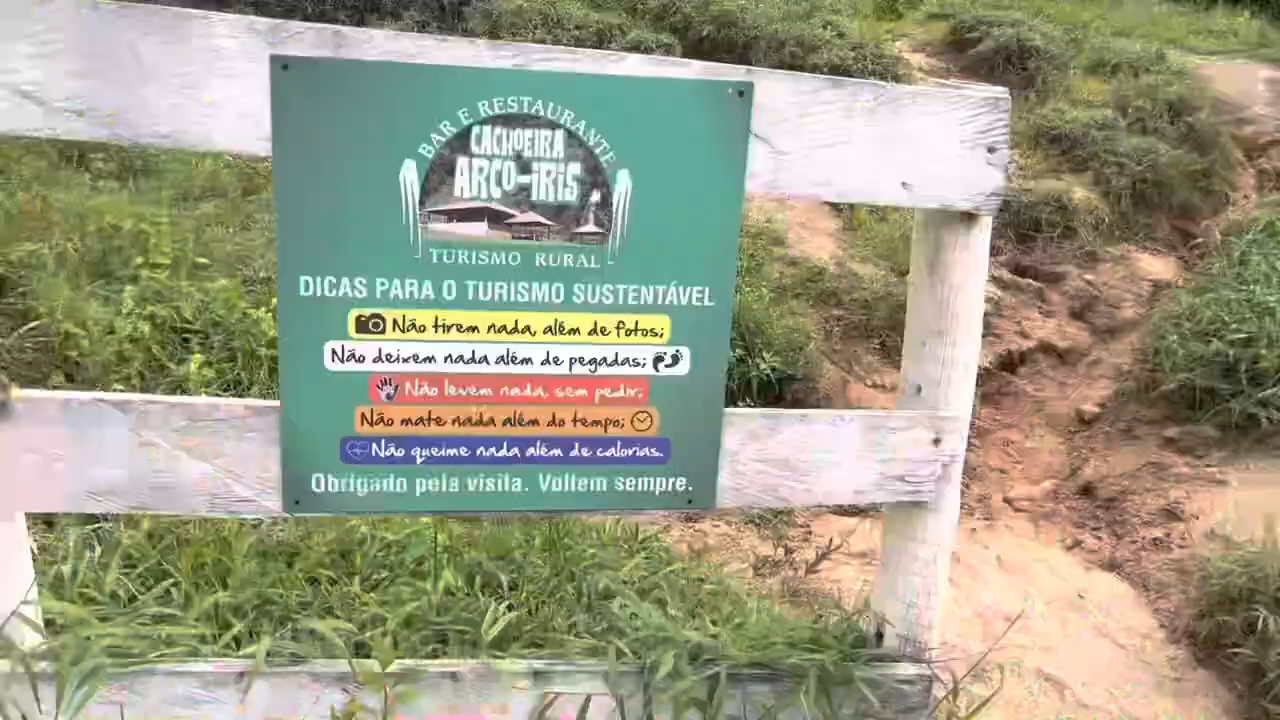 BAR E RESTAURANTE
CACHOEIRA
ARCO-IRIS
TURISMO RURAL
DICAS PARA O TURISMO SUSTENTÁVEL
Não tirem nada, além de fotos;
Não deixem nada além de pegadas;
Não levem nada, sem pedir;
Não mate nada além do tempo;
Não queime nada além de calorias.
Obrigado pela visita. Voltem sempre.